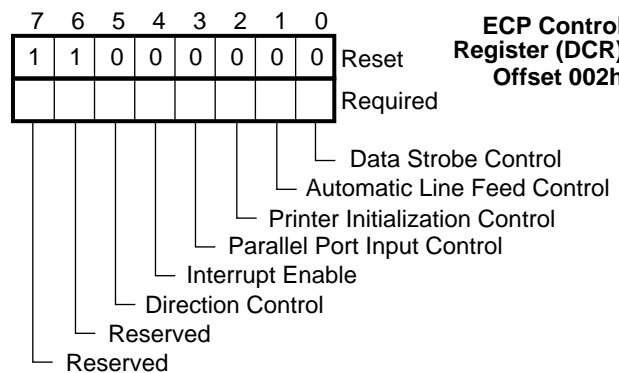 7 6 5 4 3 2 1 0
ECP Control
Register (DCR)
Offset 002h
1 1 0 0 0 0 0 0 Reset
Required
Data Strobe Control
Automatic Line Feed Control
Printer Initialization Control
Parallel Port Input Control
Interrupt Enable
Direction Control
Reserved
Reserved